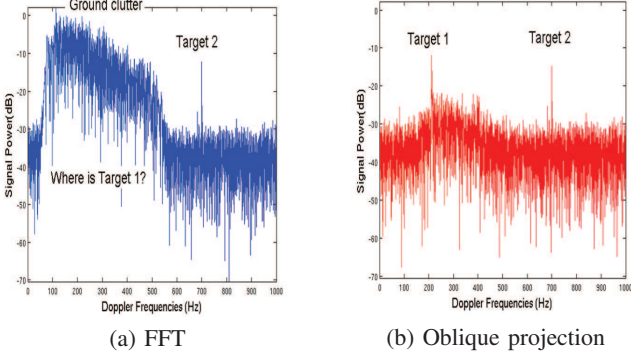 Ground clutter
Target 2
Where is Target 1?
Signal Power(dB)
0
-10
-20
-30
-40
-50
-60
-70
0 100 200 300 400 500 600 700 800 900 1000
Doppler Frequencies (Hz)
(a) FFT
Target 1
Target 2
Signal Power(dB)
0
-10
-20
-30
-40
-50
-60
-70
0 100 200 300 400 500 600 700 800 900 1000
Doppler Frequencies (Hz)
(b) Oblique projection